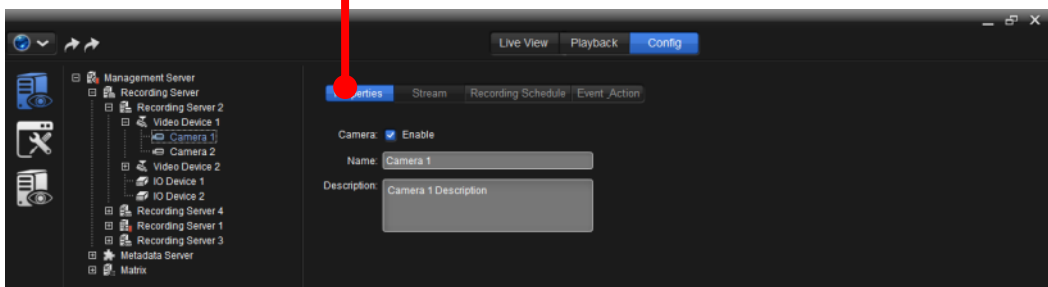 Live View Playback Config
Management Server
Recording Server
Recording Server 2
Video Device 1
Camera 1
Camera 2
Video Device 2
IO Device 1
IO Device 2
Recording Server 4
Recording Server 1
Recording Server 3
Metadata Server
Matrix
Properties Stream Recording Schedule Event_Action
Camera: Enable
Name: Camera 1
Description: Camera 1 Description